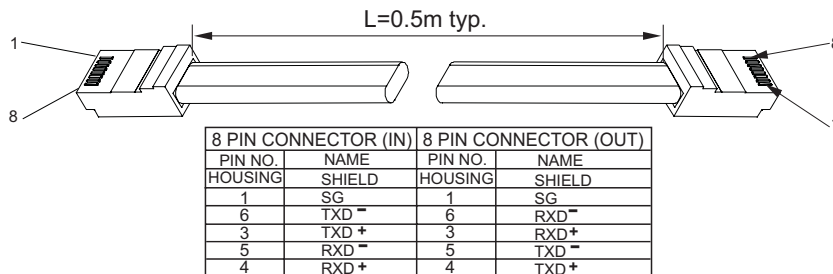 L=0.5m typ.
1
8
8
8 PIN CONNECTOR (IN) 8 PIN CONNECTOR (OUT)
PIN NO. NAME PIN NO. NAME
HOUSING SHIELD HOUSING SHIELD
1 SG 1 SG
6 TXD - 6 RXD -
3 TXD + 3 RXD +
5 RXD - 5 TXD -
4 RXD + 4 TXD +